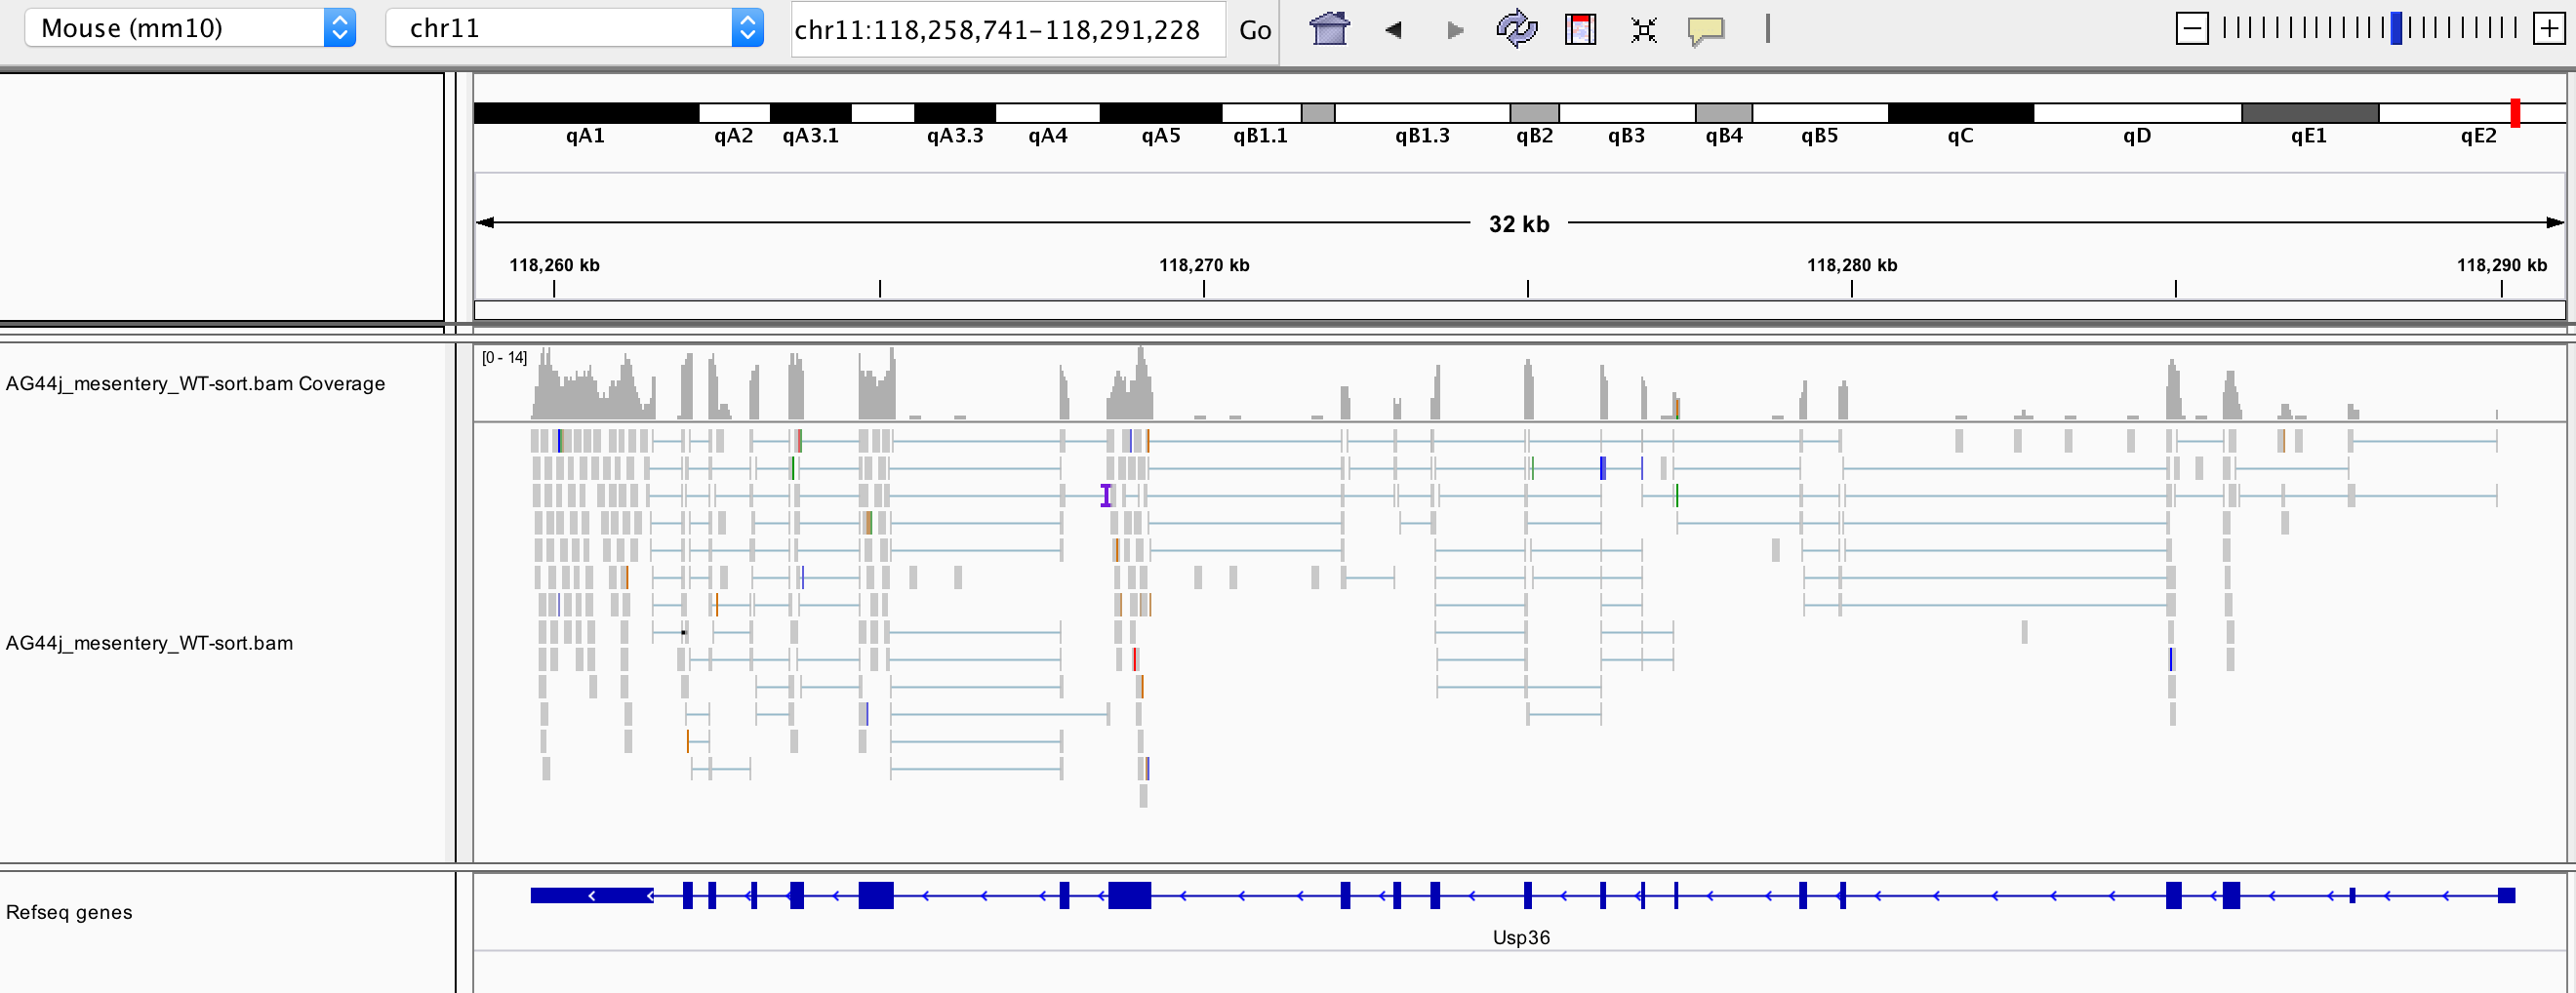 Mouse (mm10) chr11 chr11:118,258,741-118,291,228 Go
qA1 qA2 qA3.1 qA3.3 qA4 qA5 qB1.1 qB1.3 qB2 qB3 qB4 qB5 qC qD qE1 qE2
32 kb
118,260 kb 118,270 kb 118,280 kb 118,290 kb
[0 - 14]
AG44j_mesentery_WT-sort.bam Coverage
AG44j_mesentery_WT-sort.bam
Refseq genes
Usp36